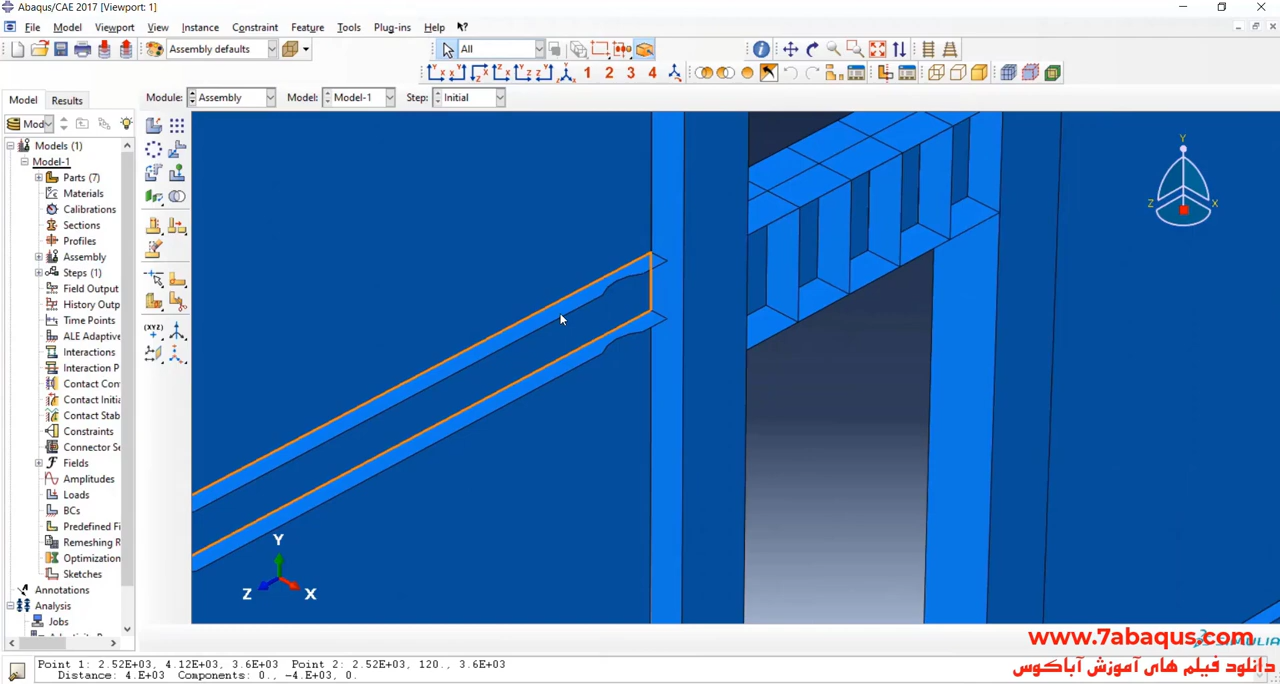 Abaqus/CAE 2017 [Viewport: 1]
File Model Viewport View Instance Constraint Feature Tools Plug-ins Help
Assembly defaults All
1 2 3 4
Model Results Module: Assembly Model: Model-1 Step: Initial
Mod
Models (1)
Model-1
Parts (7)
Materials
Calibrations
Sections
Profiles
Assembly
Steps (1)
Field Output
History Outp
Time Points
ALE Adaptive
Interactions
Interaction P
Contact Con
Contact Initia
Contact Stab
Constraints
Connector Se
Fields
Amplitudes
Loads
BCs
Predefined Fi
Remeshing R
Optimization
Sketches
Annotations
Analysis
Jobs
(XYZ)
Y
Z X
Y
Z X
www.7abaqus.com
دانلود فیلم های آموزش آباکوس
Point 1: 2.52E+03, 4.12E+03, 3.6E+03 Point 2: 2.52E+03, 120., 3.6E+03
Distance: 4.E+03 Components: 0., -4.E+03, 0.